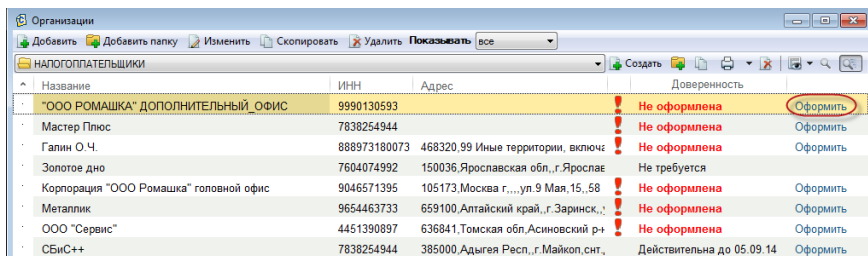 Организации
Добавить Добавить папку Изменить Скопировать Удалить Показывать все
НАЛОГОПЛАТЕЛЬЩИКИ Создать
Название ИНН Адрес Доверенность
"ООО РОМАШКА" ДОПОЛНИТЕЛЬНЫЙ_ОФИС 9990130593 Не оформлена Оформить
Мастер Плюс 7838254944 Не оформлена Оформить
Галин О.Ч. 888973180073 468320,99 Иные территории, включа Не оформлена Оформить
Золотое дно 7604074992 150036,Ярославская обл,,г.Ярослав Не требуется
Корпорация "ООО Ромашка" головной офис 9046571395 105173,Москва г,,,,ул.9 Мая,15,,58 Не оформлена Оформить
Металлик 9654463733 659100,Алтайский край,,г.Заринск,, Не оформлена Оформить
ООО "Сервис" 4451390897 636841,Томская обл,Асиновский р-н Не оформлена Оформить
СБиС++ 7838254944 385000,Адыгея Респ,,г.Майкоп,снт., Действительна до 05.09.14 Оформить